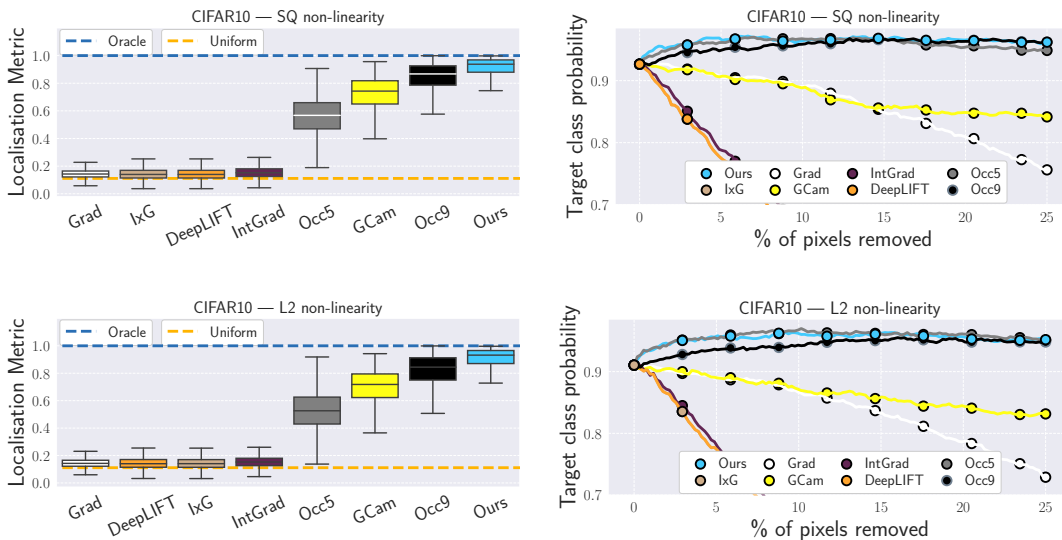 CIFAR10 — SQ non-linearity
Oracle
Uniform
Localisation Metric
1.0
0.8
0.6
0.4
0.2
0.0
Grad
IxG
DeepLIFT
IntGrad
Occ5
GCam
Occ9
Ours
CIFAR10 — SQ non-linearity
Target class probability
0.9
0.8
0.7
Ours
Grad
IntGrad
Occ5
IxG
GCam
DeepLIFT
Occ9
0
5
10
15
20
25
% of pixels removed
CIFAR10 — L2 non-linearity
Oracle
Uniform
Localisation Metric
1.0
0.8
0.6
0.4
0.2
0.0
Grad
DeepLIFT
IxG
IntGrad
Occ5
GCam
Occ9
Ours
CIFAR10 — L2 non-linearity
Target class probability
0.9
0.8
0.7
Ours
Grad
IntGrad
Occ5
IxG
GCam
DeepLIFT
Occ9
0
5
10
15
20
25
% of pixels removed